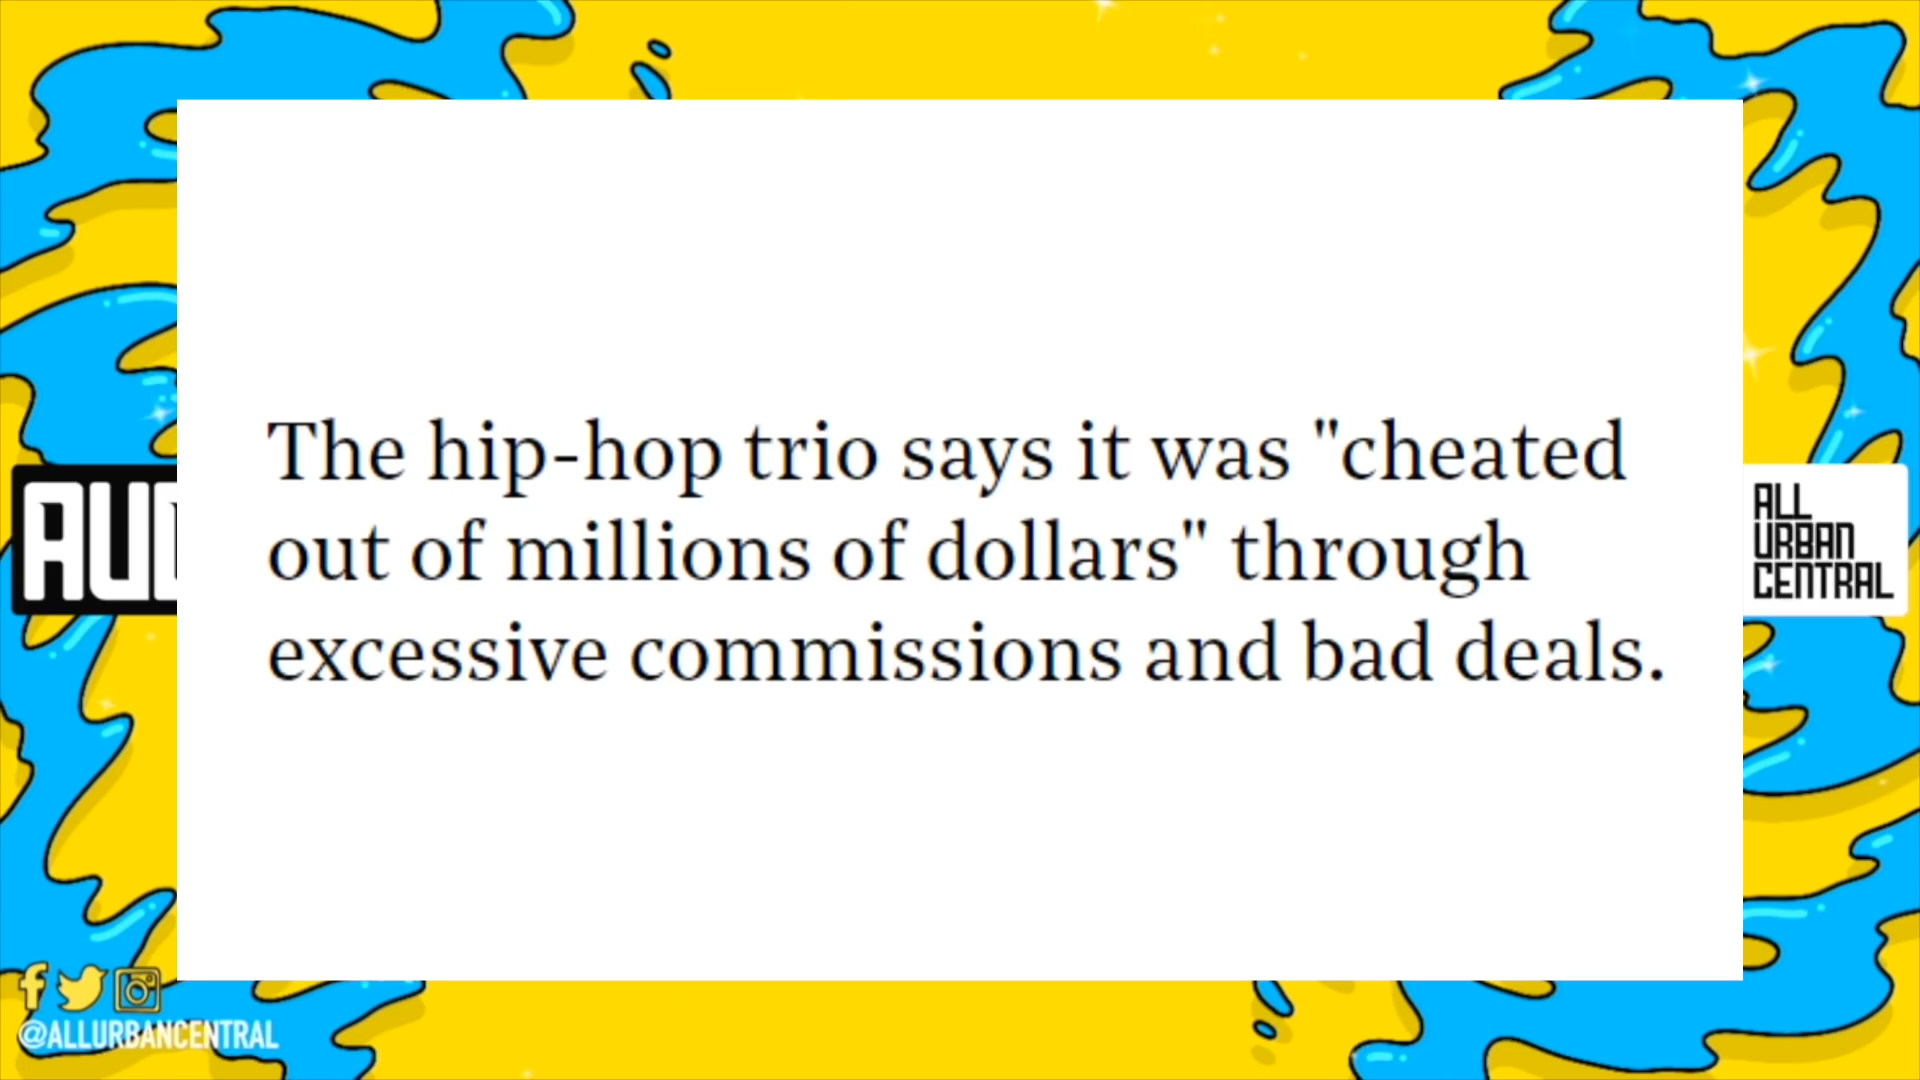 The hip-hop trio says it was "cheated
out of millions of dollars" through
excessive commissions and bad deals.
ALL
URBAN
CENTRAL
@ALLURBANCENTRAL